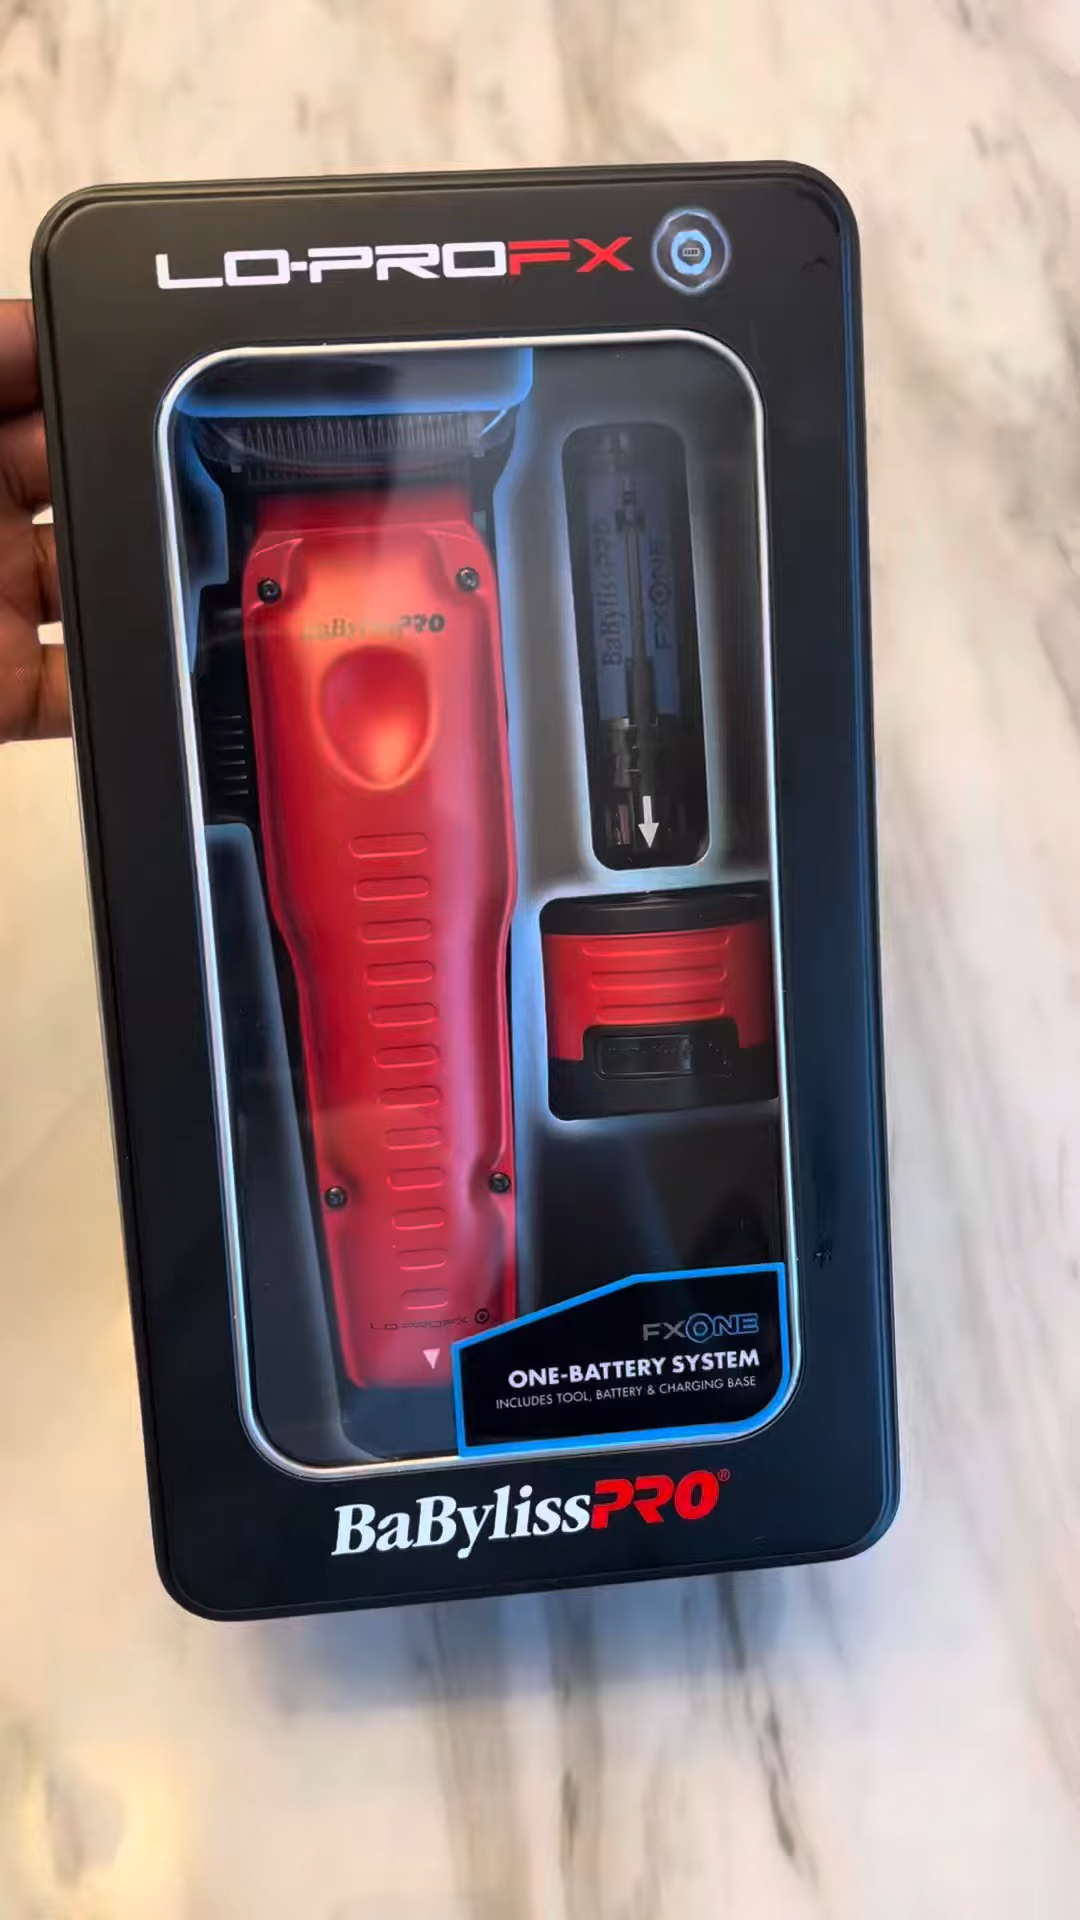 LO-PROFX
BaBylissPRO
BaBylissPRO
FXONE
LO-PROFX
FXONE
ONE-BATTERY SYSTEM
INCLUDES TOOL, BATTERY & CHARGING BASE
BaBylissPRO®